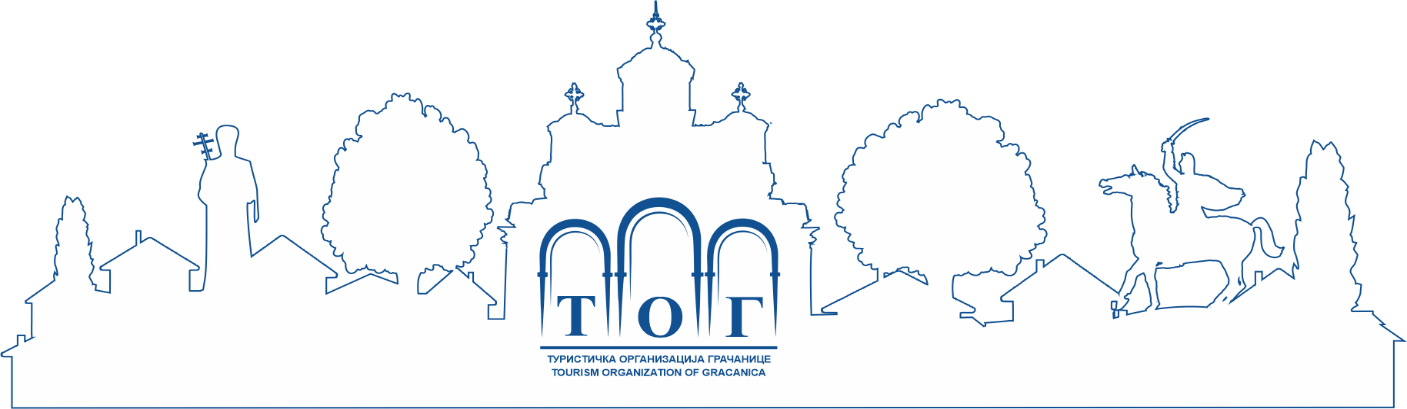 ТОГ
ТУРИСТИЧКА ОРГАНИЗАЦИЈА ГРАЧАНИЦЕ
TOURISM ORGANIZATION OF GRACANICA